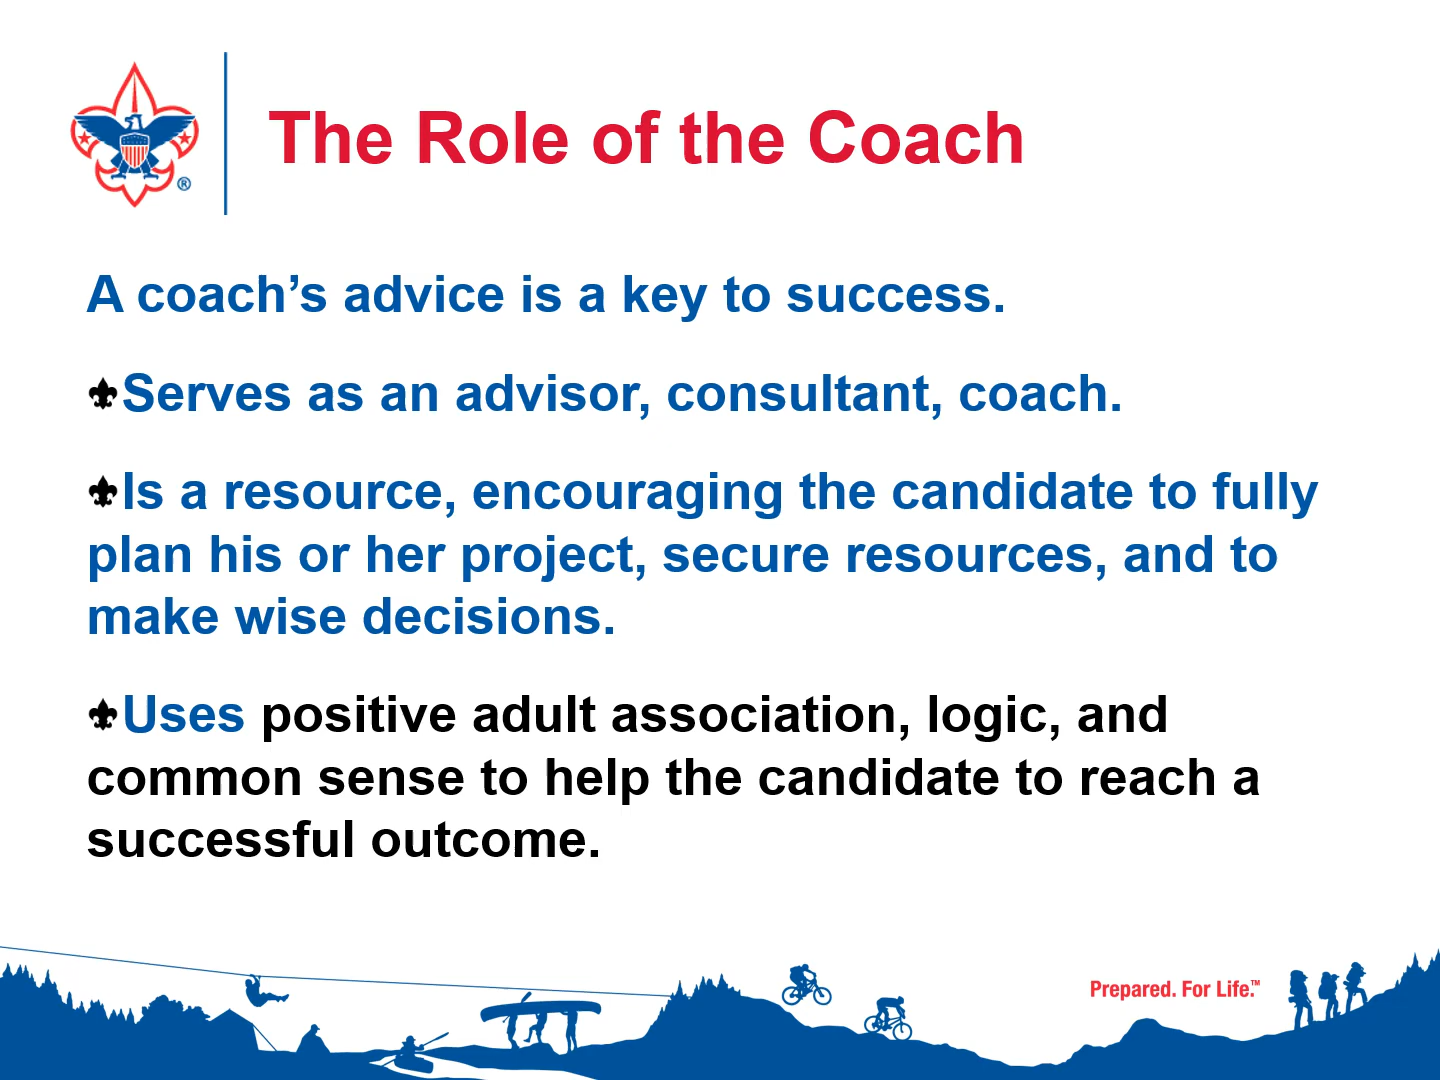 The Role of the Coach
A coach’s advice is a key to success.
Serves as an advisor, consultant, coach.
Is a resource, encouraging the candidate to fully
plan his or her project, secure resources, and to
make wise decisions.
Uses positive adult association, logic, and
common sense to help the candidate to reach a
successful outcome.
Prepared. For Life.™
®